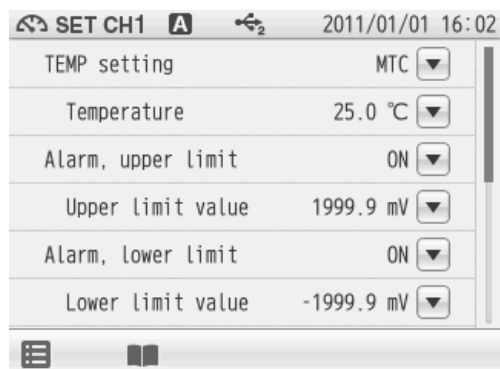 SET CH1 A 2 2011/01/01 16:02
TEMP setting MTC
Temperature 25.0 ℃
Alarm, upper limit ON
Upper limit value 1999.9 mV
Alarm, lower limit ON
Lower limit value -1999.9 mV